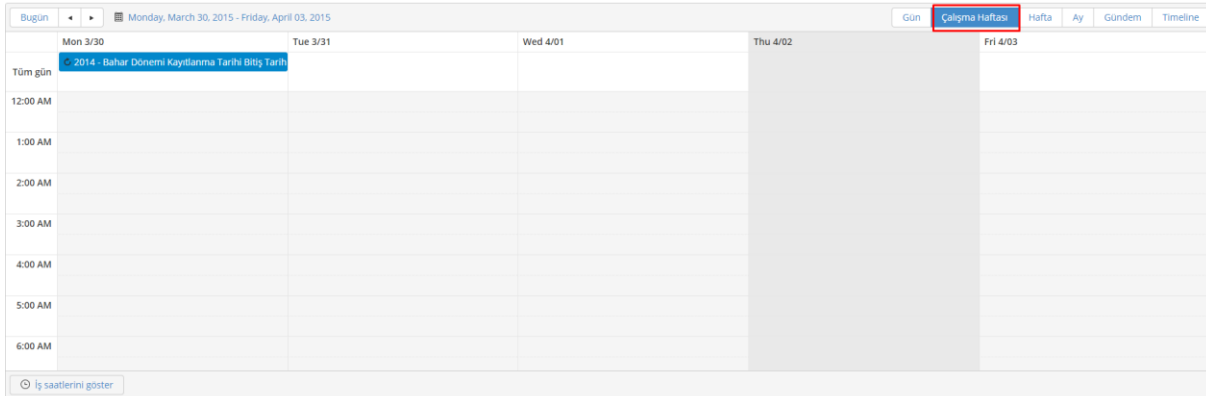 Bugün Monday, March 30, 2015 - Friday, April 03, 2015 Gün Çalışma Haftası Hafta Ay Gündem Timeline
Mon 3/30 Tue 3/31 Wed 4/01 Thu 4/02 Fri 4/03
Tüm gün 2014 - Bahar Dönemi Kayıtlanma Tarihi Bitiş Tarih
12:00 AM
1:00 AM
2:00 AM
3:00 AM
4:00 AM
5:00 AM
6:00 AM
İş saatlerini göster